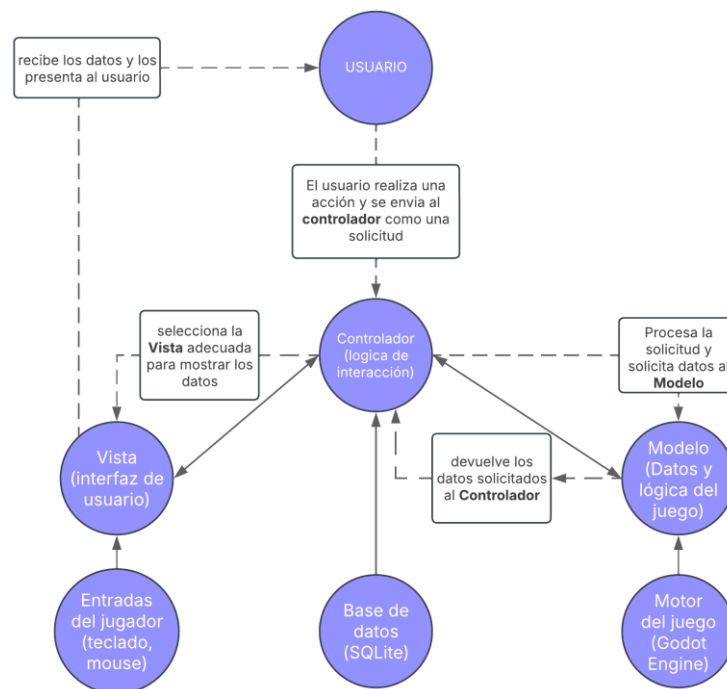 recibe los datos y los
presenta al usuario
USUARIO
El usuario realiza una
acción y se envia al
controlador como una
solicitud
selecciona la
Vista adecuada
para mostrar los
datos
Controlador
(logica de
interacción)
Procesa la
solicitud y
solicita datos al
Modelo
Vista
(interfaz de
usuario)
devuelve los
datos solicitados
al Controlador
Modelo
(Datos y
lógica del
juego)
Entradas
del jugador
(teclado,
mouse)
Base de
datos
(SQLite)
Motor
del juego
(Godot
Engine)